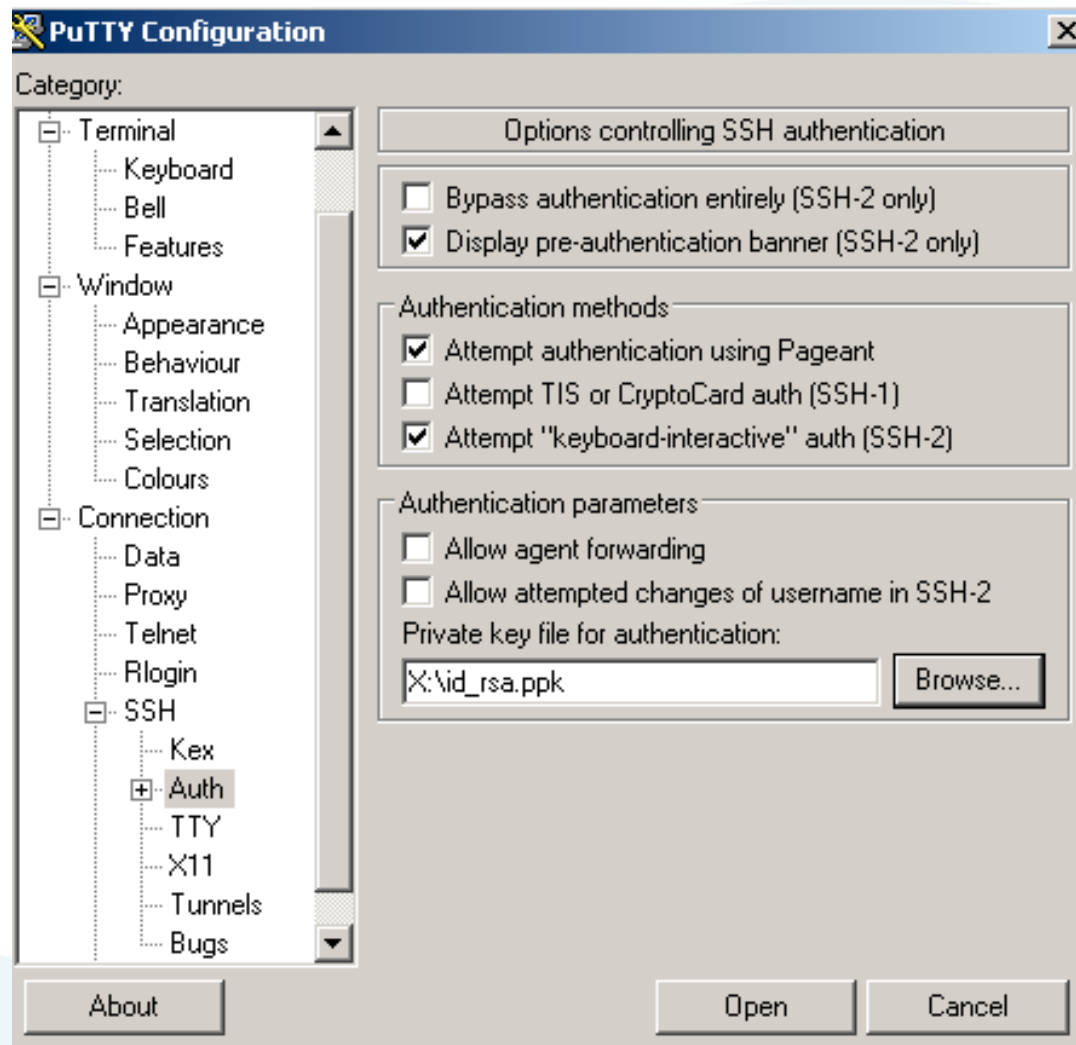 PuTTY Configuration
Category:
Terminal
Keyboard
Bell
Features
Window
Appearance
Behaviour
Translation
Selection
Colours
Connection
Data
Proxy
Telnet
Rlogin
SSH
Kex
Auth
TTY
X11
Tunnels
Bugs
Options controlling SSH authentication
Bypass authentication entirely (SSH-2 only)
Display pre-authentication banner (SSH-2 only)
Authentication methods
Attempt authentication using Pageant
Attempt TIS or CryptoCard auth (SSH-1)
Attempt "keyboard-interactive" auth (SSH-2)
Authentication parameters
Allow agent forwarding
Allow attempted changes of username in SSH-2
Private key file for authentication:
X:\id_rsa.ppk
Browse...
About
Open
Cancel